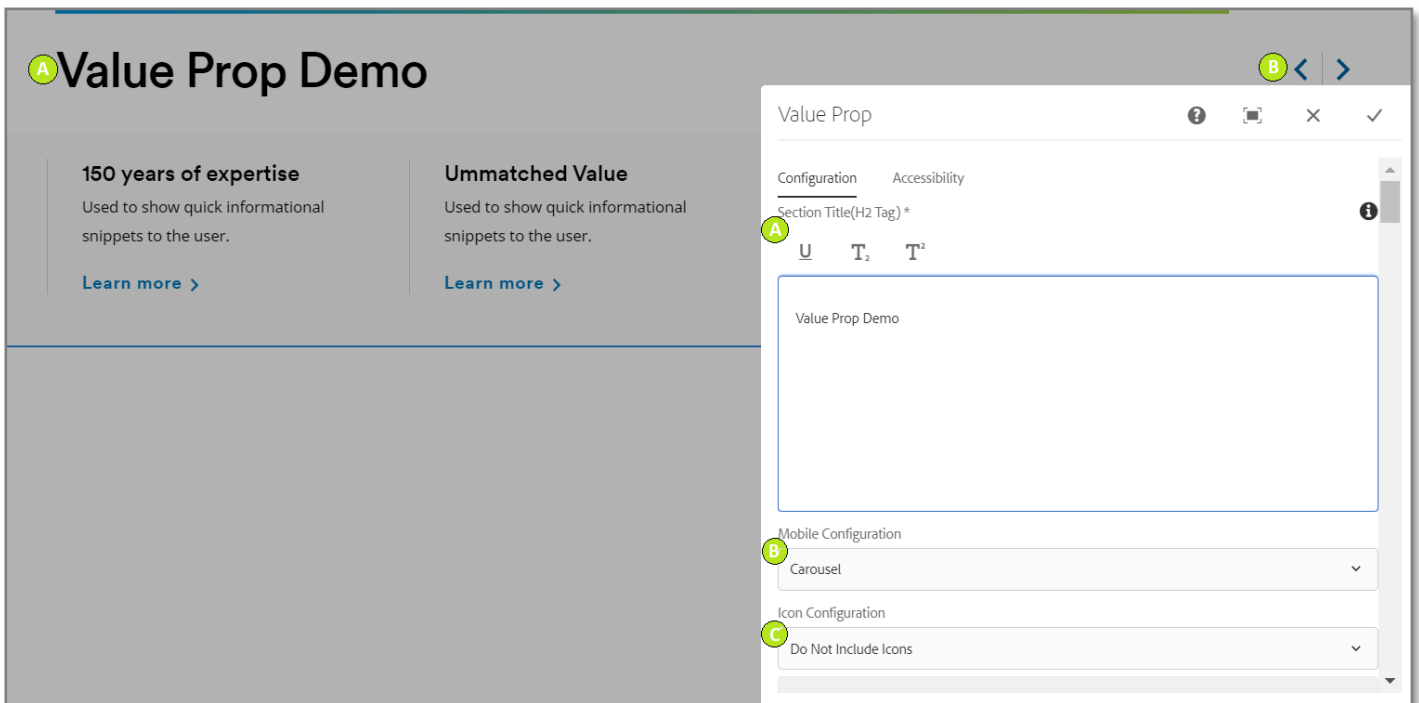 A Value Prop Demo
B
Value Prop
150 years of expertise
Used to show quick informational
snippets to the user.
Learn more
Ummatched Value
Used to show quick informational
snippets to the user.
Learn more
Configuration Accessibility
Section Title(H2 Tag) *
A
U T₂ T²
Value Prop Demo
Mobile Configuration
B
Carousel
Icon Configuration
C
Do Not Include Icons